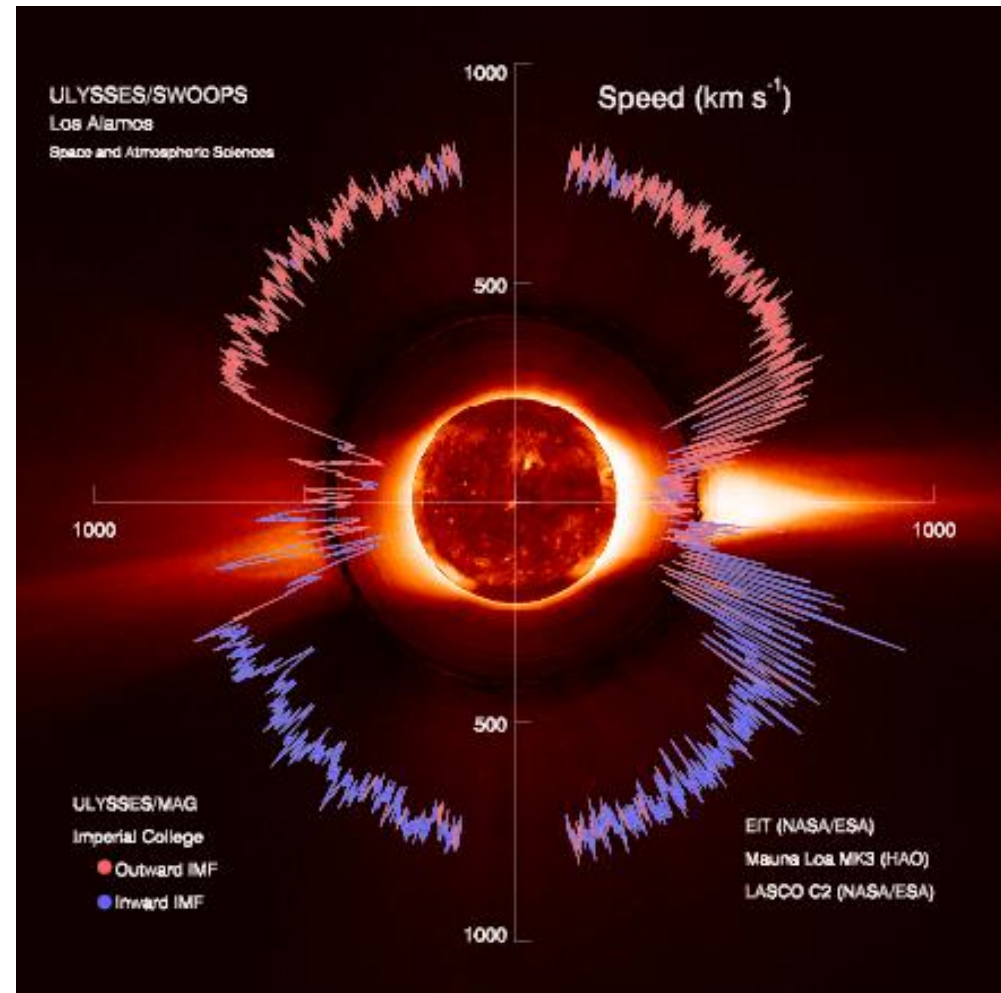 ULYSSES/SWOOPS
Los Alamos
Space and Atmospheric Sciences
Speed (km s⁻¹)
1000
500
1000
1000
500
1000
ULYSSES/MAG
Imperial College
Outward IMF
Inward IMF
EIT (NASA/ESA)
Mauna Loa MK3 (HAO)
LASCO C2 (NASA/ESA)